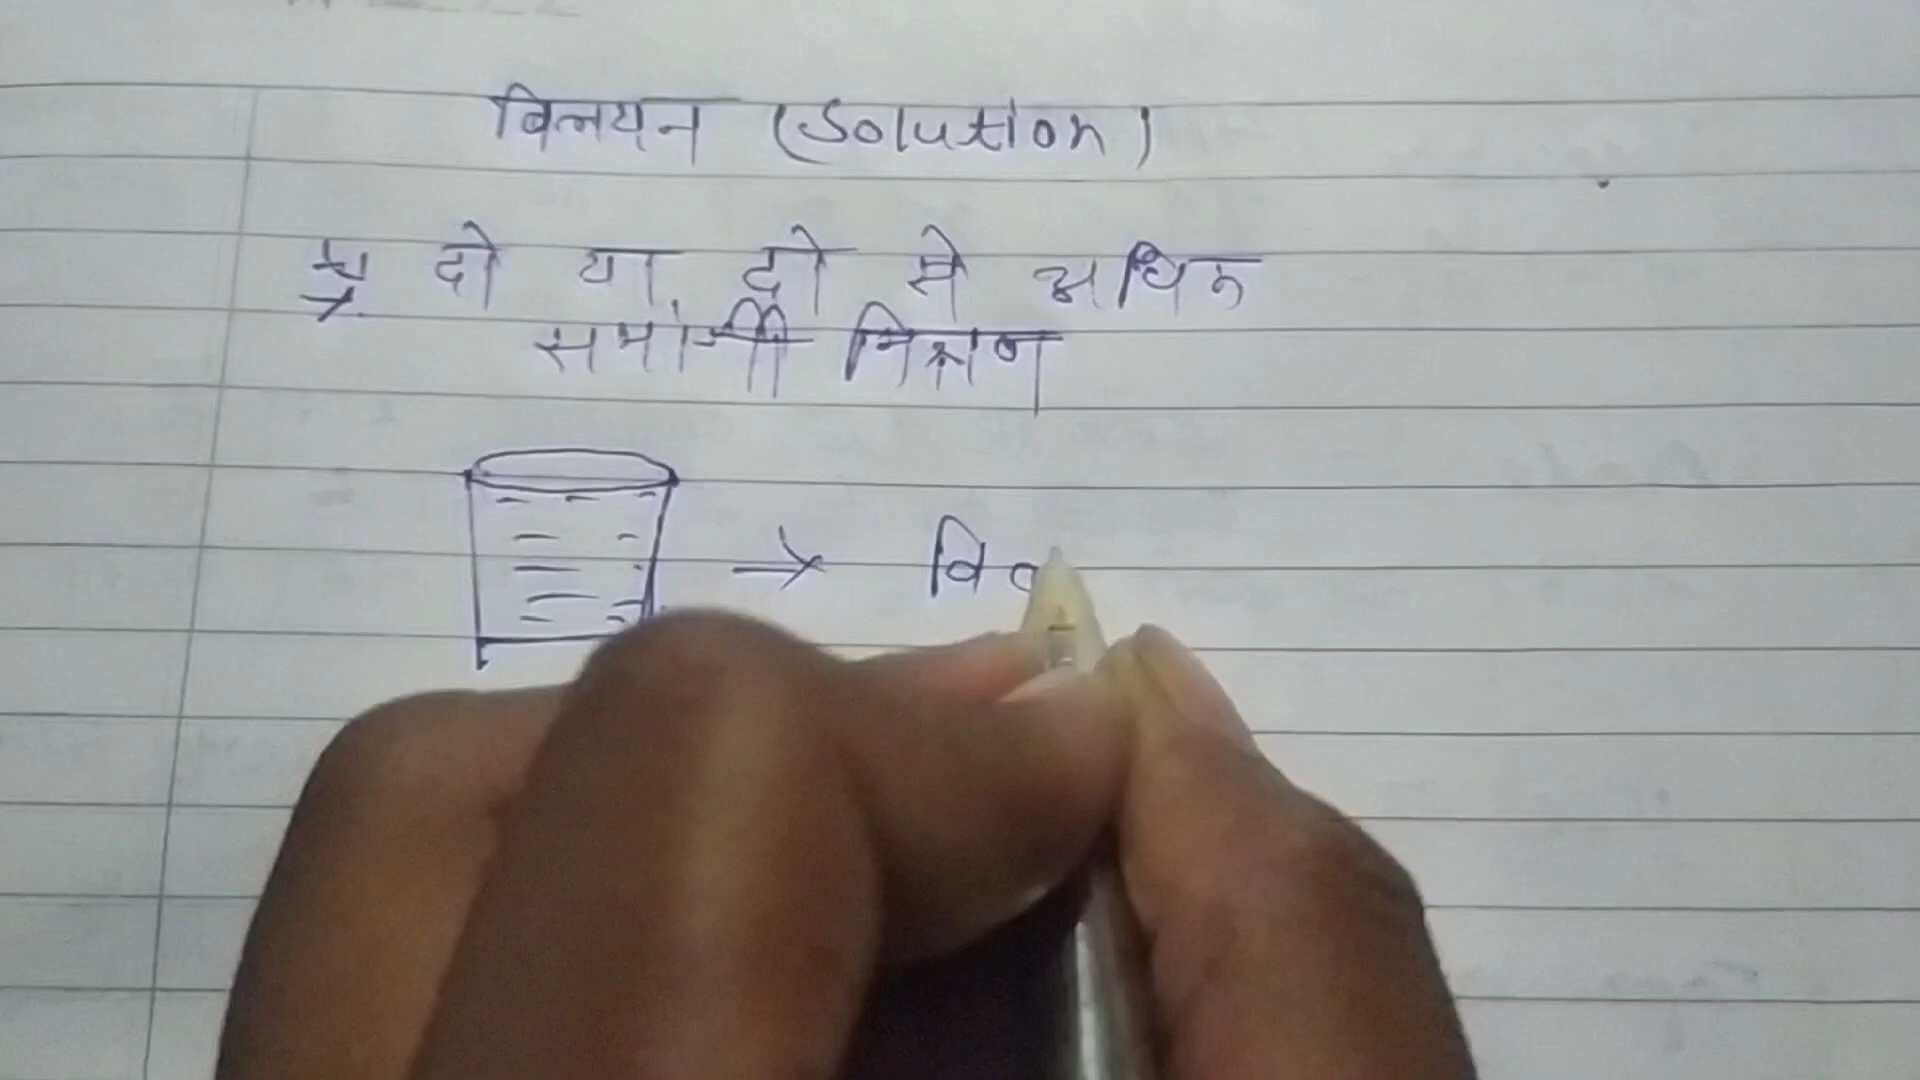 विलयन (Solution)
दो या दो से अधिक
समांगी मिश्रण
→ वि